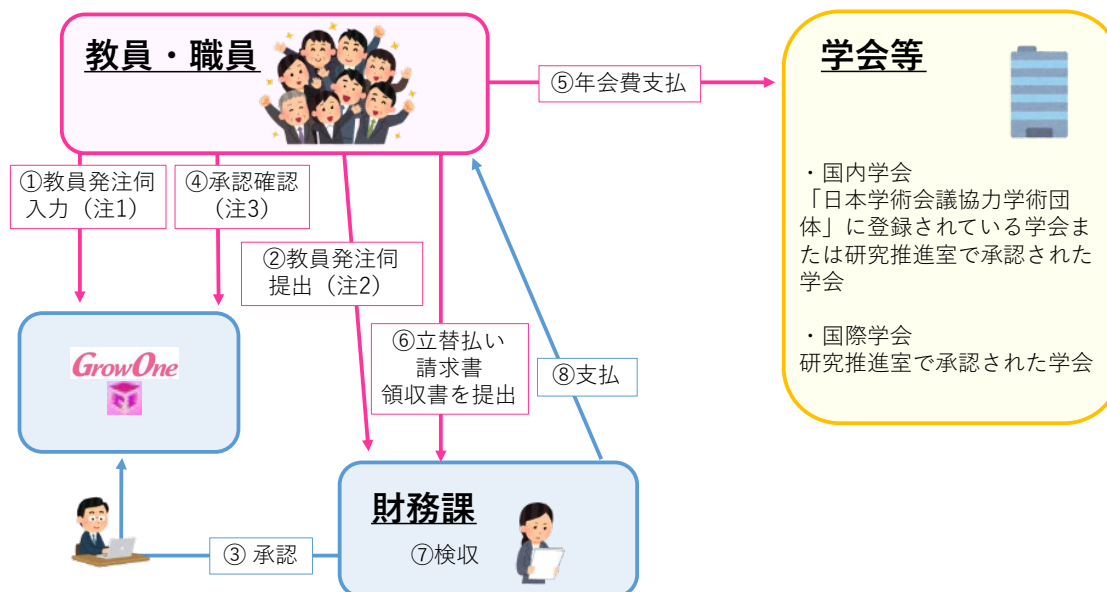 教員・職員
学会等
⑤年会費支払
①教員発注伺
入力（注1）
④承認確認
（注3）
②教員発注伺
提出（注2）
・国内学会
「日本学術会議協力学術団
体」に登録されている学会ま
たは研究推進室で承認された
学会
・国際学会
研究推進室で承認された学会
GrowOne
⑥立替払い
請求書
領収書を提出
⑧支払
財務課
⑦検収
③ 承認